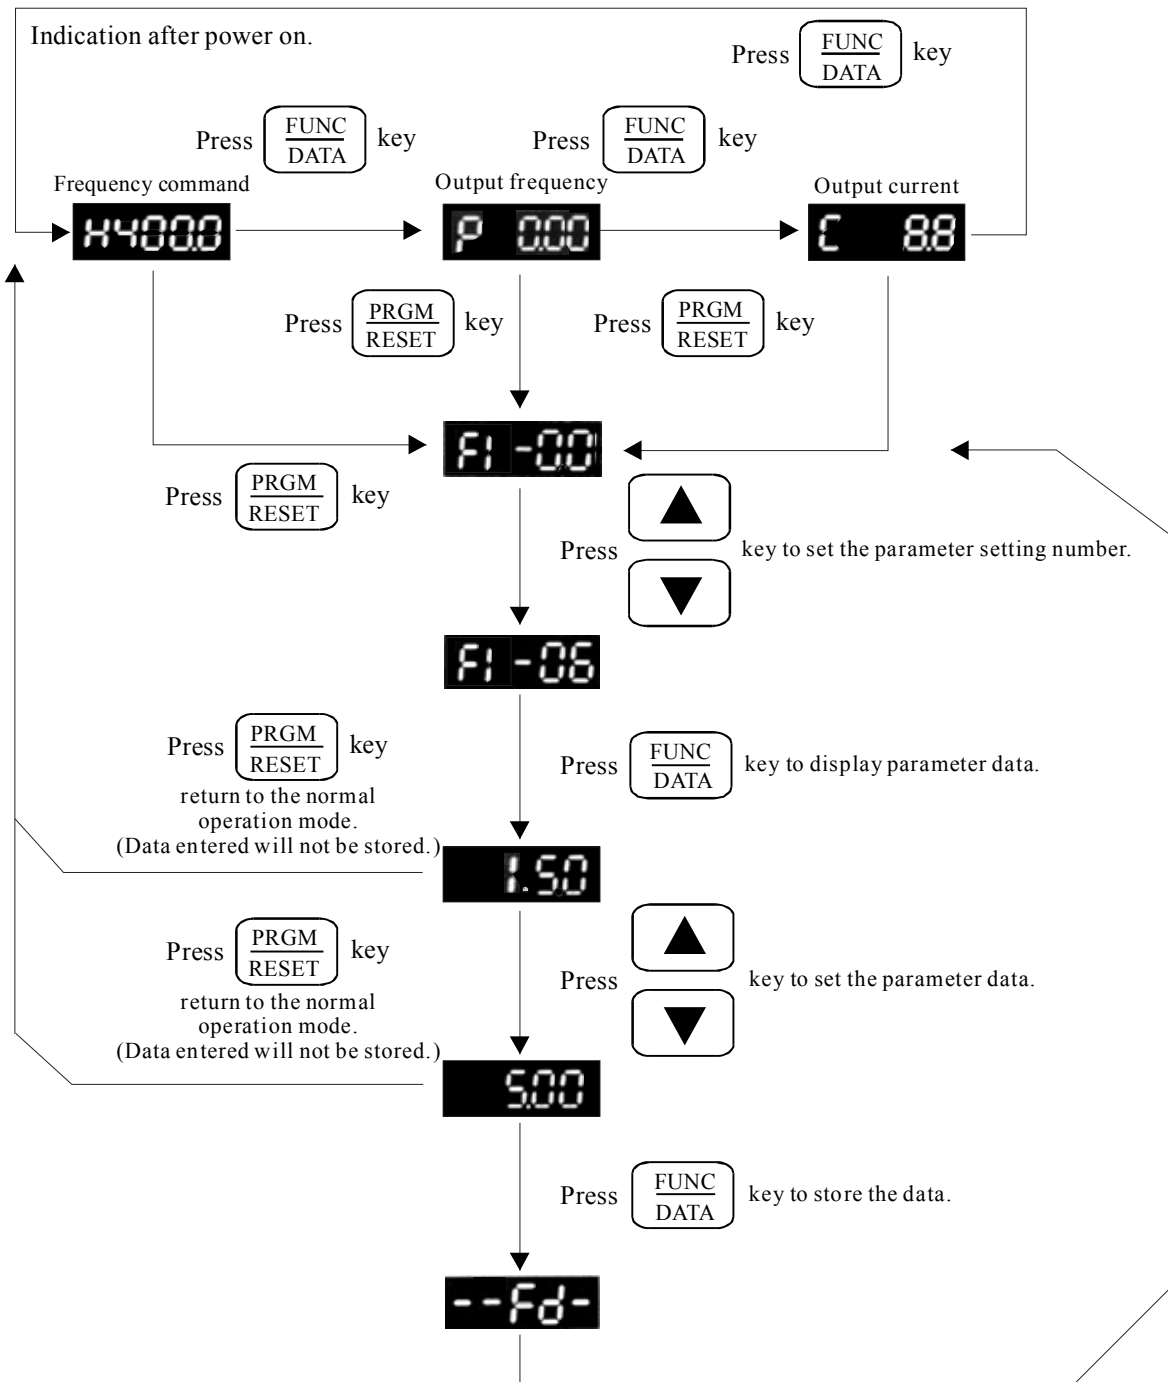 Indication after power on.
Press FUNC DATA key
Press FUNC DATA key
Press FUNC DATA key
Frequency command
Output frequency
Output current
H400.0
P 0.00
C 8.8
Press PRGM RESET key
Press PRGM RESET key
F1-00
Press PRGM RESET key
Press
key to set the parameter setting number.
F1-06
Press PRGM RESET key
return to the normal
operation mode.
(Data entered will not be stored.)
Press FUNC DATA key to display parameter data.
1.50
Press PRGM RESET key
return to the normal
operation mode.
(Data entered will not be stored.)
Press
key to set the parameter data.
5.00
Press FUNC DATA key to store the data.
--Fd-